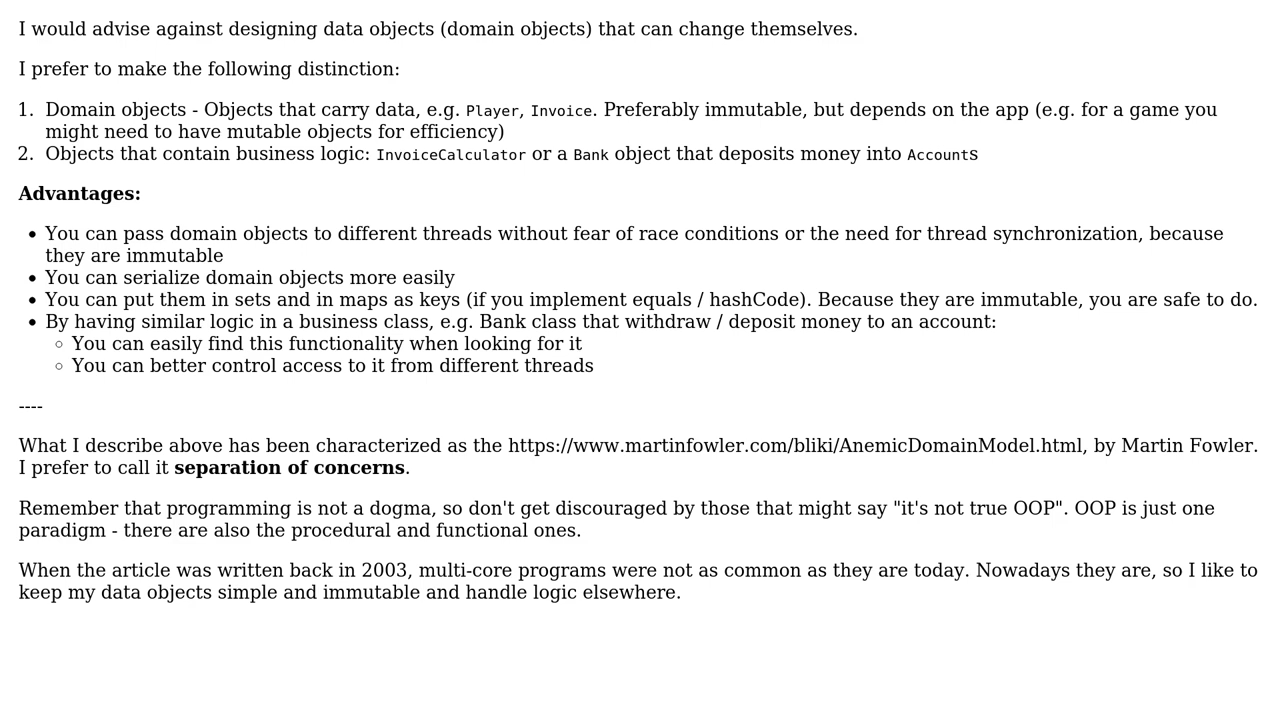 I would advise against designing data objects (domain objects) that can change themselves.
I prefer to make the following distinction:
1. Domain objects - Objects that carry data, e.g. Player, Invoice. Preferably immutable, but depends on the app (e.g. for a game you
might need to have mutable objects for efficiency)
2. Objects that contain business logic: InvoiceCalculator or a Bank object that deposits money into Accounts
Advantages:
• You can pass domain objects to different threads without fear of race conditions or the need for thread synchronization, because
they are immutable
• You can serialize domain objects more easily
• You can put them in sets and in maps as keys (if you implement equals / hashCode). Because they are immutable, you are safe to do.
• By having similar logic in a business class, e.g. Bank class that withdraw / deposit money to an account:
◦ You can easily find this functionality when looking for it
◦ You can better control access to it from different threads
----
What I describe above has been characterized as the https://www.martinfowler.com/bliki/AnemicDomainModel.html, by Martin Fowler.
I prefer to call it separation of concerns.
Remember that programming is not a dogma, so don't get discouraged by those that might say "it's not true OOP". OOP is just one
paradigm - there are also the procedural and functional ones.
When the article was written back in 2003, multi-core programs were not as common as they are today. Nowadays they are, so I like to
keep my data objects simple and immutable and handle logic elsewhere.